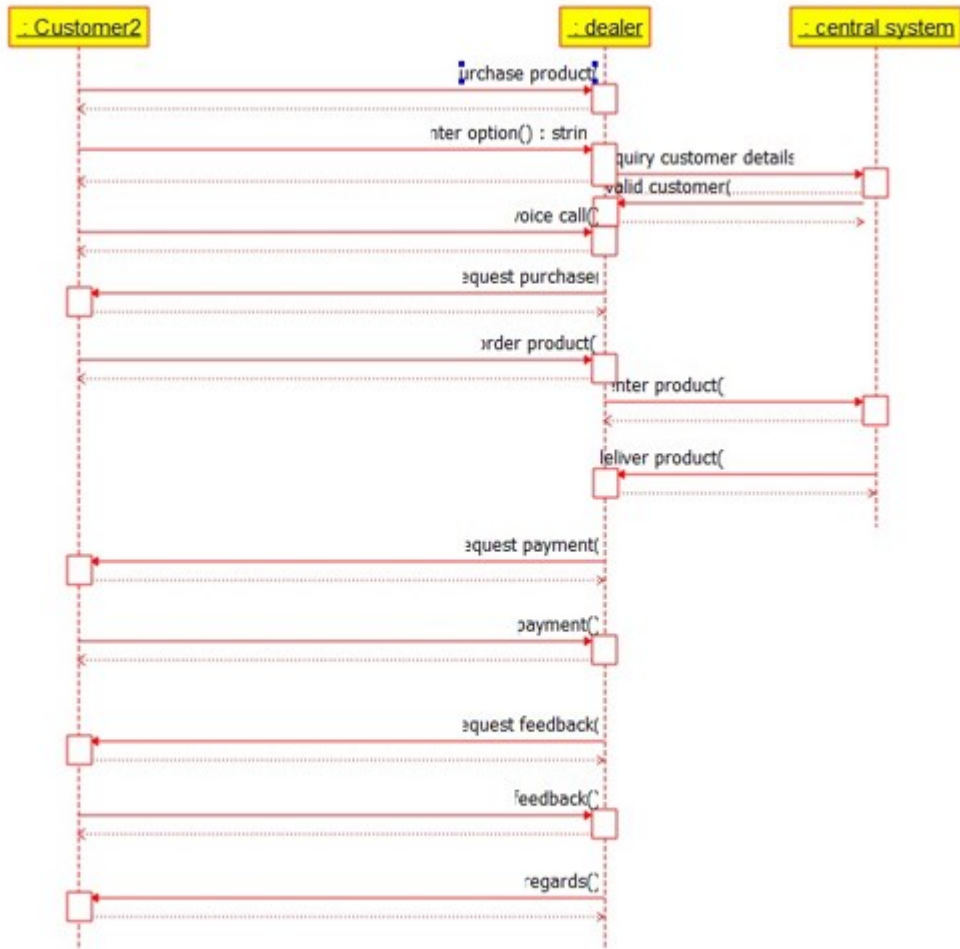 : Customer2
: dealer
: central system
urchase product(
nter option() : strin
quiry customer details
valid customer(
voice call()
equest purchase(
order product(
nter product(
deliver product(
equest payment(
payment()
equest feedback(
feedback()
regards()